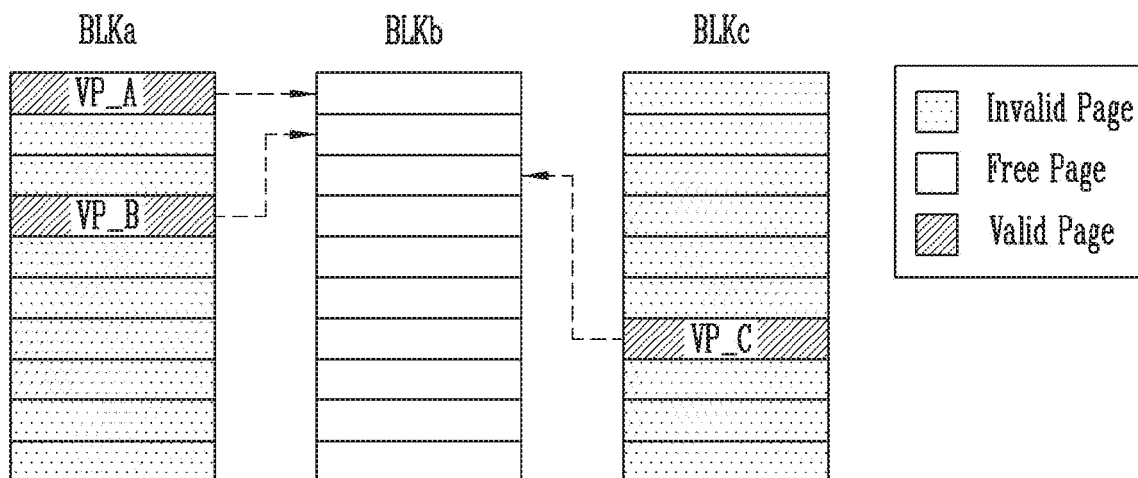 BLKa
BLKb
BLKc
VP_A
VP_B
VP_C
Invalid Page
Free Page
Valid Page